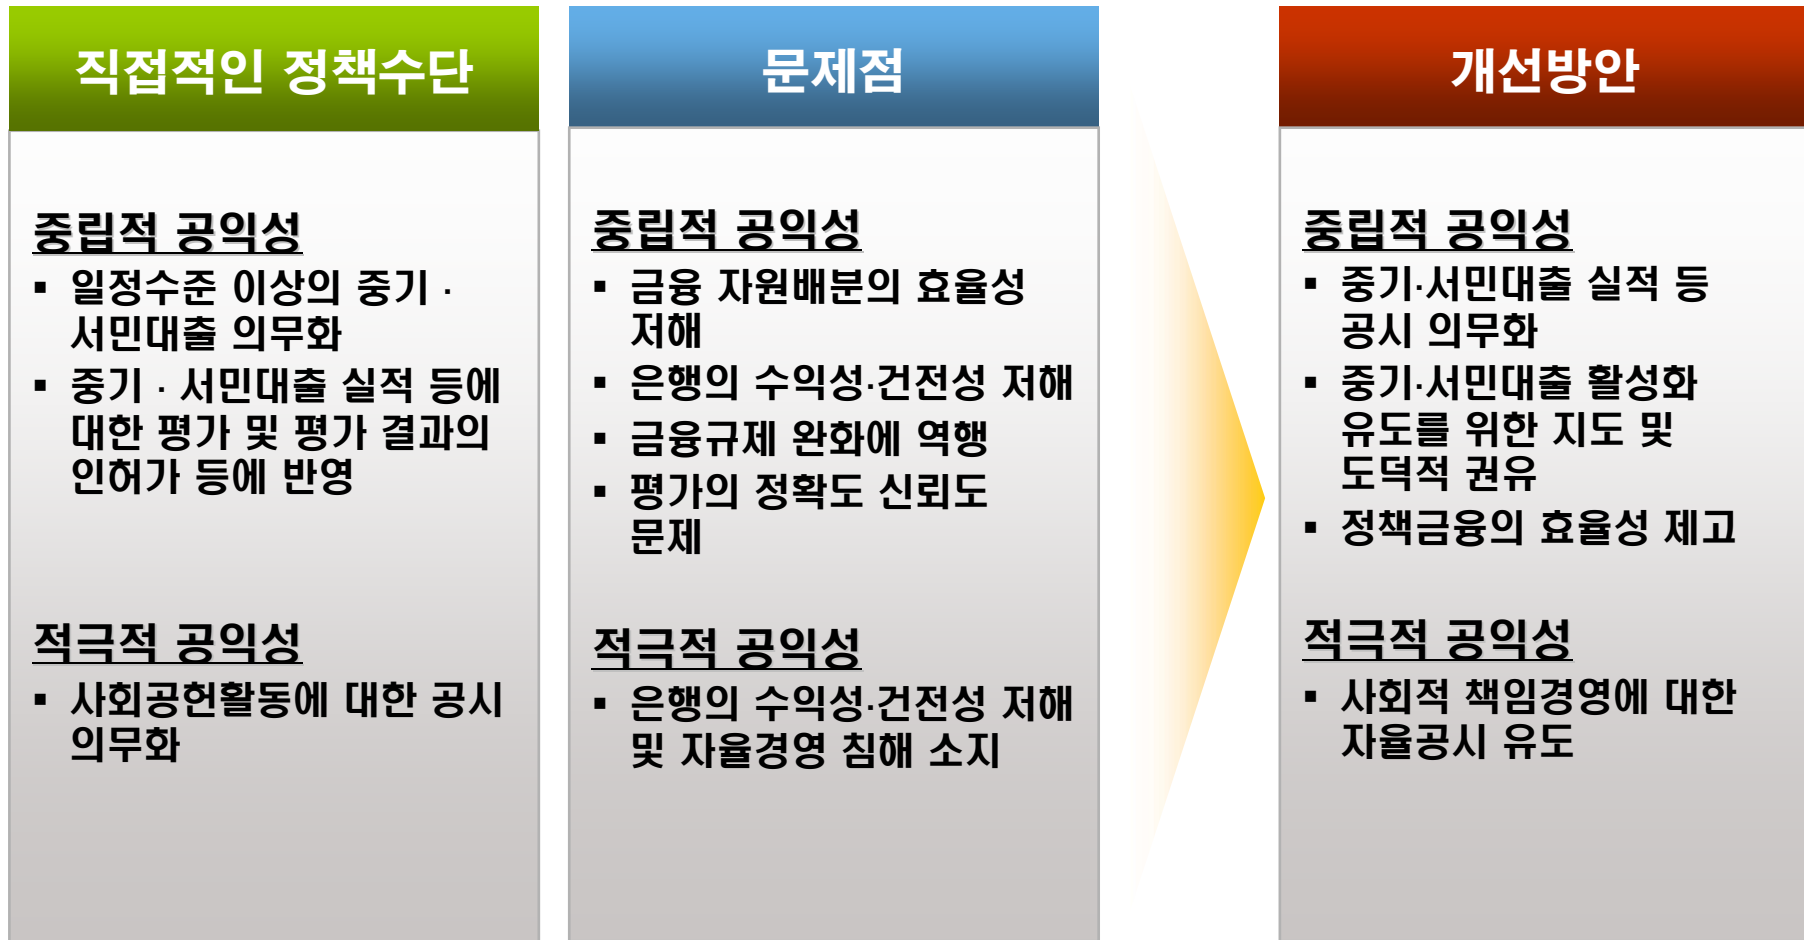 직접적인 정책수단
중립적 공익성
▪ 일정수준 이상의 중기 ·
서민대출 의무화
▪ 중기 · 서민대출 실적 등에
대한 평가 및 평가 결과의
인허가 등에 반영
적극적 공익성
▪ 사회공헌활동에 대한 공시
의무화
문제점
중립적 공익성
▪ 금융 자원배분의 효율성
저해
▪ 은행의 수익성·건전성 저해
▪ 금융규제 완화에 역행
▪ 평가의 정확도 신뢰도
문제
적극적 공익성
▪ 은행의 수익성·건전성 저해
및 자율경영 침해 소지
개선방안
중립적 공익성
▪ 중기·서민대출 실적 등
공시 의무화
▪ 중기·서민대출 활성화
유도를 위한 지도 및
도덕적 권유
▪ 정책금융의 효율성 제고
적극적 공익성
▪ 사회적 책임경영에 대한
자율공시 유도